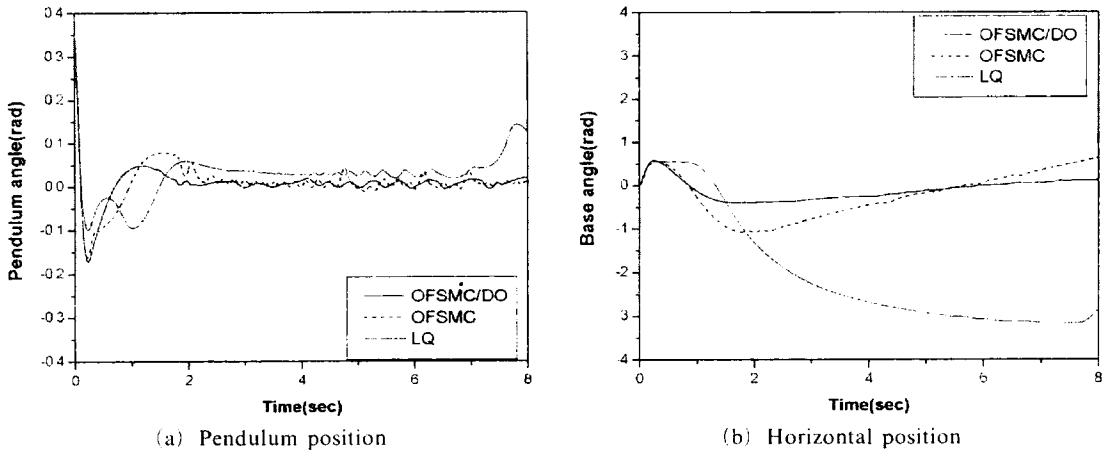 0.4
0.3
0.2
0.1
0.0
-0.1
-0.2
-0.3
-0.4
Pendulum angle(rad)
OFSMC/DO
OFSMC
LQ
0
2
4
6
8
Time(sec)
(a) Pendulum position
4
3
2
1
0
-1
-2
3
4
Base angle(rad)
OFSMC/DO
OFSMC
LQ
0
2
4
6
8
Time(sec)
(b) Horizontal position